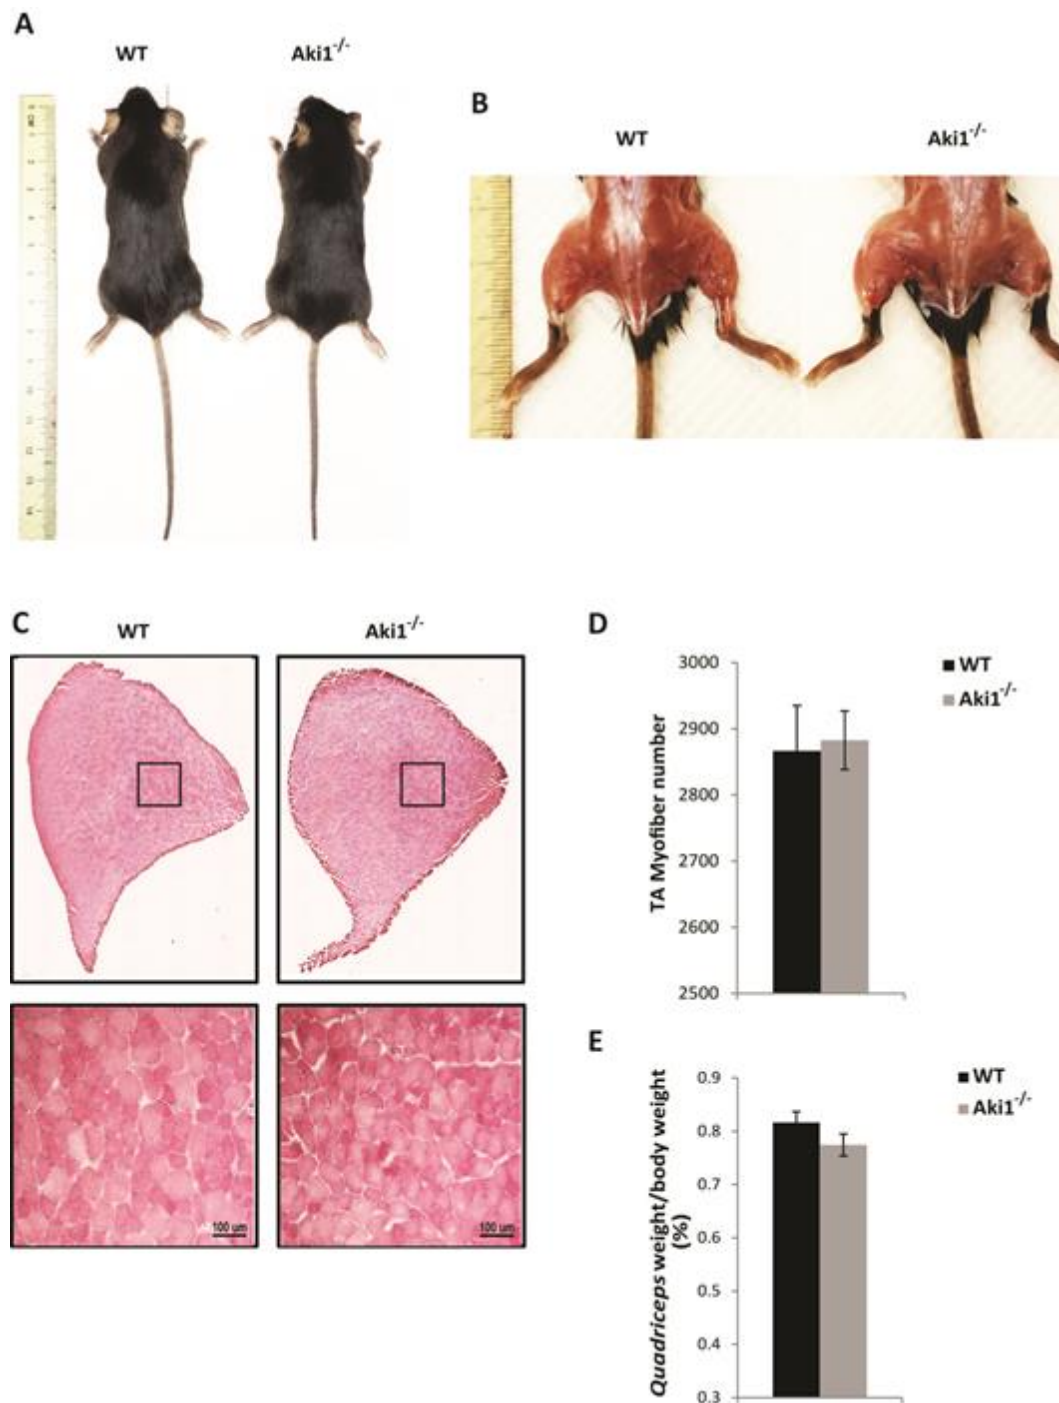 A
WT
Aki1-/-
B
WT
Aki1-/-
C
WT
Aki1-/-
100 um
100 um
D
3000
2900
2800
2700
2600
2500
TA Myofiber number
WT
Aki1-/-
E
0.9
0.8
0.7
0.6
0.5
0.4
0.3
Quadriceps weight/body weight
(%)
WT
Aki1-/-